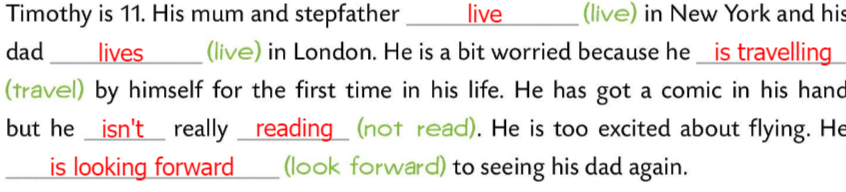 Timothy is 11. His mum and stepfather live (live) in New York and his
dad lives (live) in London. He is a bit worried because he is travelling
(travel) by himself for the first time in his life. He has got a comic in his hand
but he isn't really reading (not read). He is too excited about flying. He
is looking forward (look forward) to seeing his dad again.